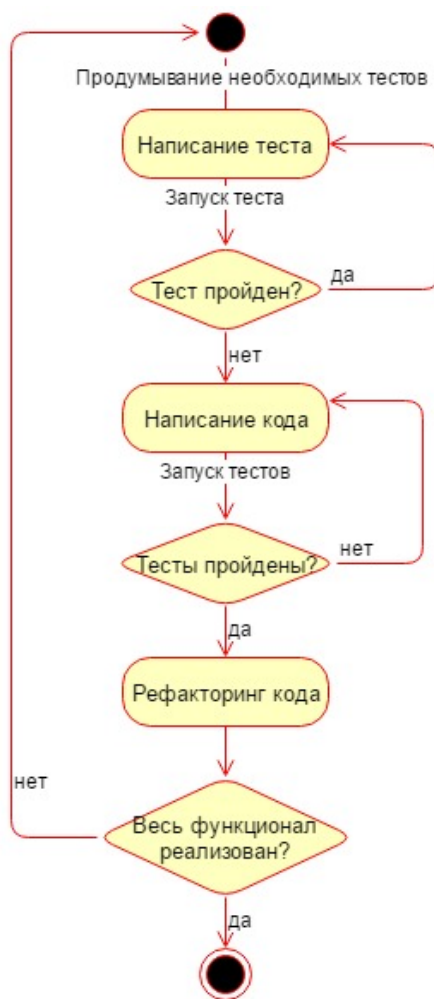 Продумывание необходимых тестов
Написание теста
Запуск теста
Тест пройден?
да
нет
Написание кода
Запуск тестов
Тесты пройдены?
нет
да
Рефакторинг кода
нет
Весь функционал
реализован?
да